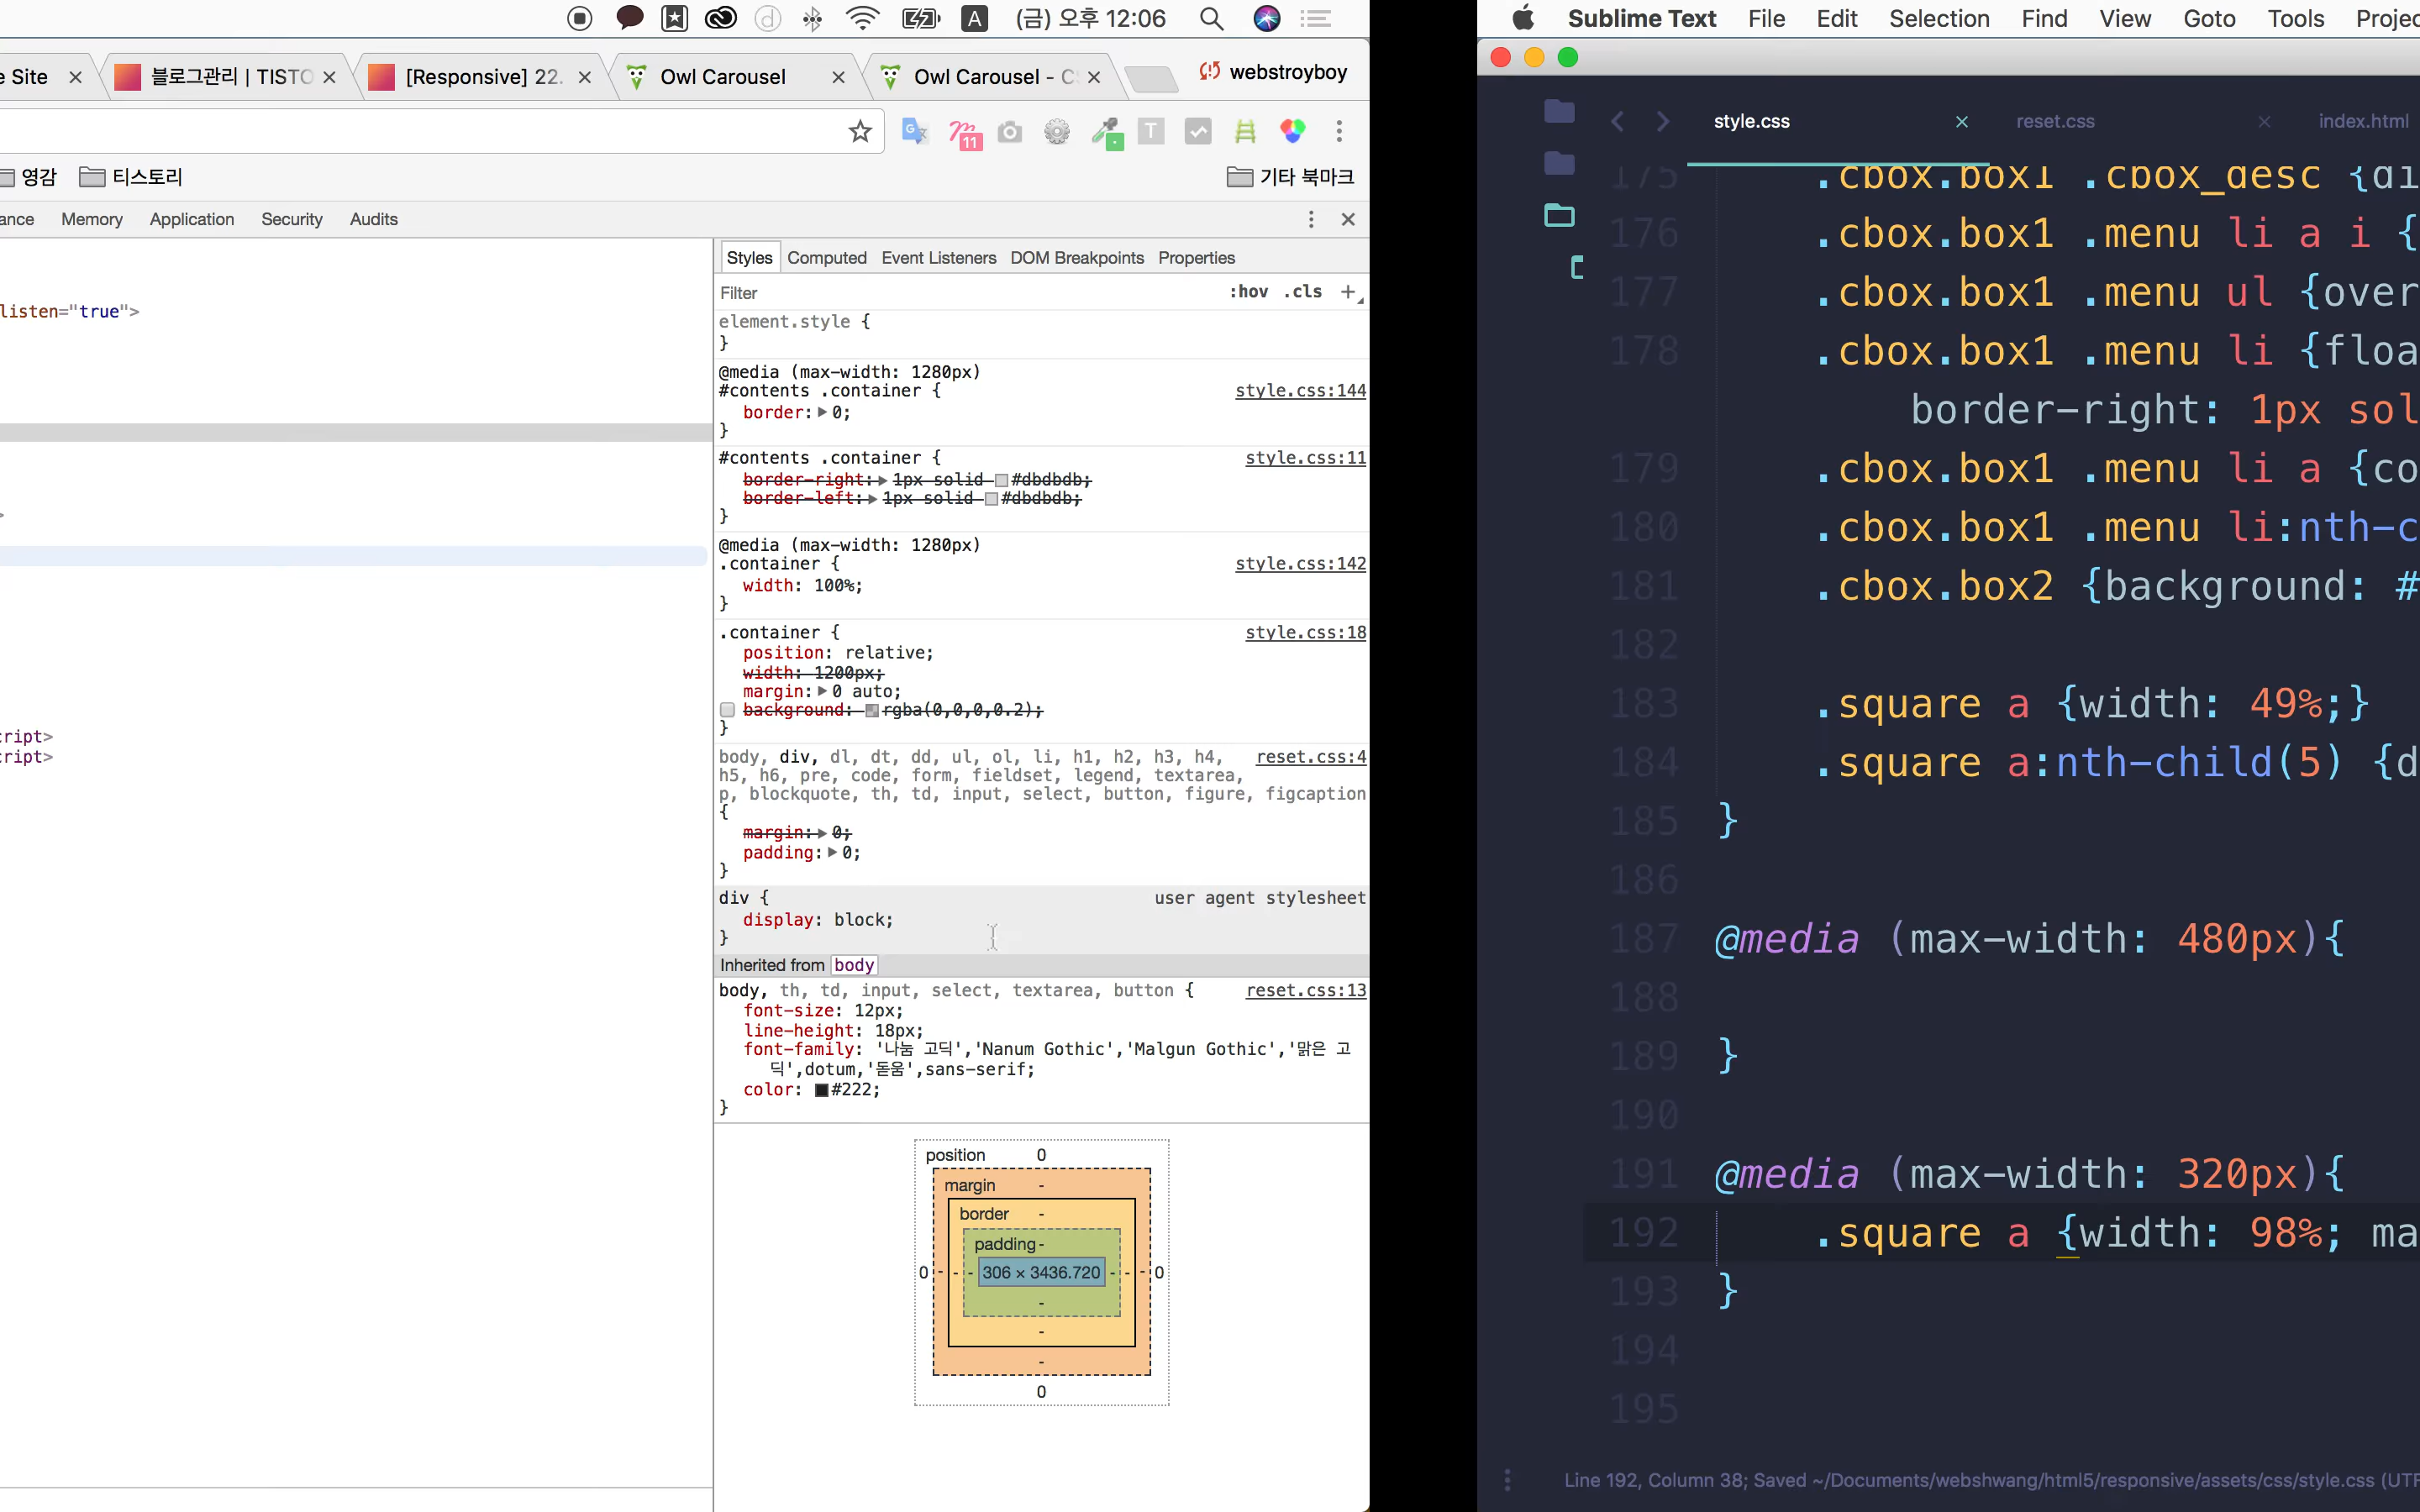 A (금) 오후 12:06
e Site
블로그관리 | TISTO
[Responsive] 22.
Owl Carousel
Owl Carousel - C
webstroyboy
11
T
영감
티스토리
기타 북마크
ance Memory Application Security Audits
listen="true">
>
cript>
cript>
Styles Computed Event Listeners DOM Breakpoints Properties
Filter :hov .cls +
element.style {
}
@media (max-width: 1280px)
#contents .container { style.css:144
border: 0;
}
#contents .container { style.css:11
border-right: 1px solid #dbdbdb;
border-left: 1px solid #dbdbdb;
}
@media (max-width: 1280px)
.container { style.css:142
width: 100%;
}
.container { style.css:18
position: relative;
width: 1200px;
margin: 0 auto;
background: rgba(0,0,0,0.2);
}
body, div, dl, dt, dd, ul, ol, li, h1, h2, h3, h4, reset.css:4
h5, h6, pre, code, form, fieldset, legend, textarea,
p, blockquote, th, td, input, select, button, figure, figcaption
{
margin: 0;
padding: 0;
}
div { user agent stylesheet
display: block;
}
Inherited from body
body, th, td, input, select, textarea, button { reset.css:13
font-size: 12px;
line-height: 18px;
font-family: '나눔 고딕','Nanum Gothic','Malgun Gothic','맑은 고
딕',dotum,'돋움',sans-serif;
color: #222;
}
position 0
margin -
border -
padding -
0 - - - 306 × 3436.720 - - - 0
-
-
-
0
Sublime Text File Edit Selection Find View Goto Tools Projec
style.css reset.css index.html
175 .cbox.box1 .cbox_desc {di
176 .cbox.box1 .menu li a i {
177 .cbox.box1 .menu ul {over
178 .cbox.box1 .menu li {floa
border-right: 1px sol
179 .cbox.box1 .menu li a {co
180 .cbox.box1 .menu li:nth-c
181 .cbox.box2 {background: #
182
183 .square a {width: 49%;}
184 .square a:nth-child(5) {d
185 }
186
187 @media (max-width: 480px){
188
189 }
190
191 @media (max-width: 320px){
192 .square a {width: 98%; ma
193 }
194
195
Line 192, Column 38; Saved ~/Documents/webshwang/html5/responsive/assets/css/style.css (UTF